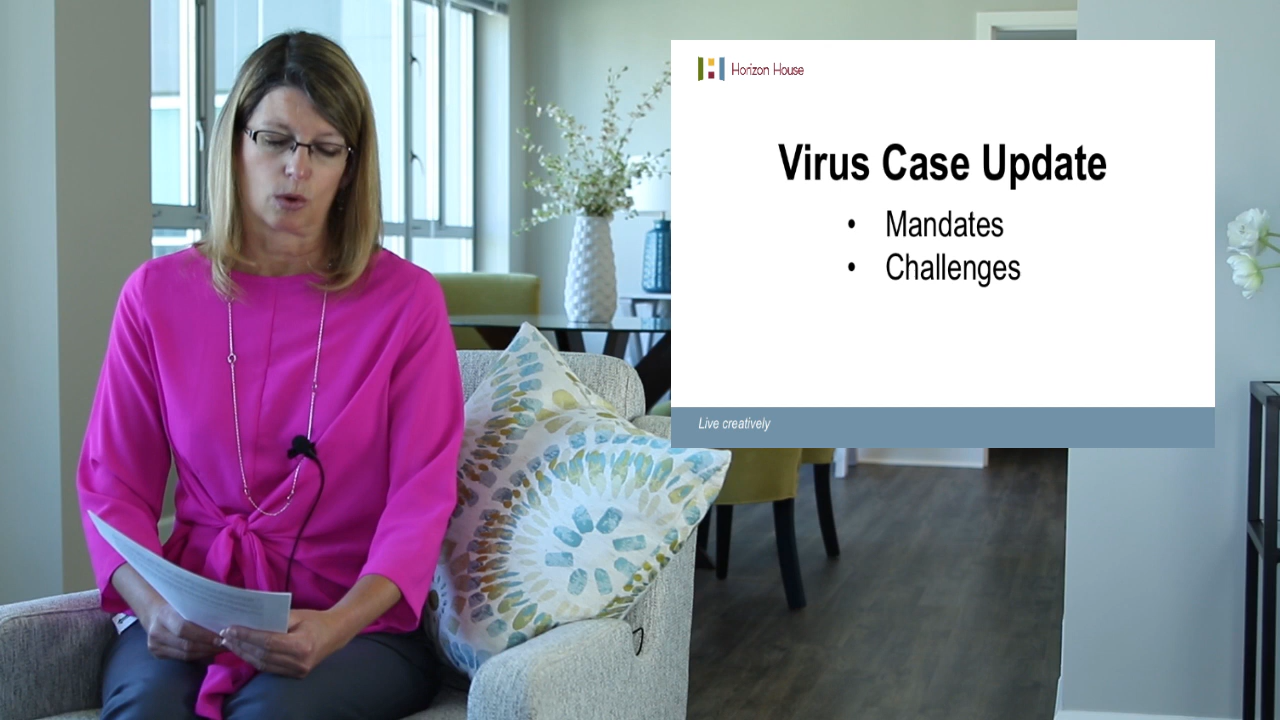 Horizon House
Virus Case Update
• Mandates
• Challenges
Live creatively